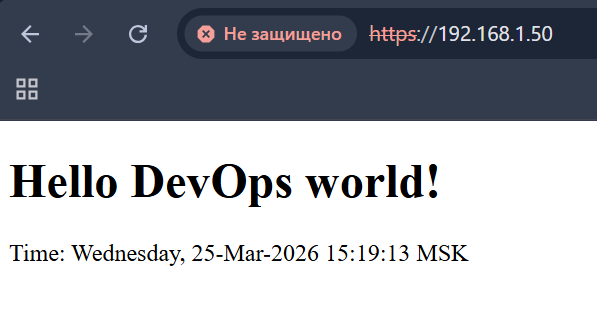 Не защищено https://192.168.1.50
Hello DevOps world!
Time: Wednesday, 25-Mar-2026 15:19:13 MSK